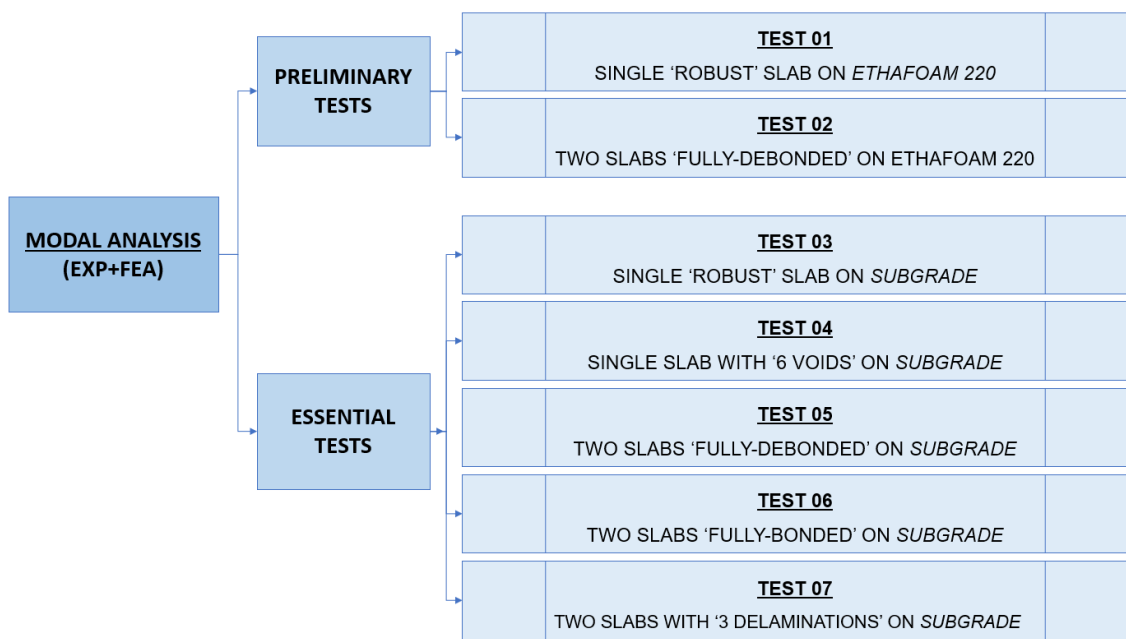 MODAL ANALYSIS
(EXP+FEA)
PRELIMINARY
TESTS
TEST 01
SINGLE ‘ROBUST’ SLAB ON ETHAFOAM 220
TEST 02
TWO SLABS ‘FULLY-DEBONDED’ ON ETHAFOAM 220
ESSENTIAL
TESTS
TEST 03
SINGLE ‘ROBUST’ SLAB ON SUBGRADE
TEST 04
SINGLE SLAB WITH ‘6 VOIDS’ ON SUBGRADE
TEST 05
TWO SLABS ‘FULLY-DEBONDED’ ON SUBGRADE
TEST 06
TWO SLABS ‘FULLY-BONDED’ ON SUBGRADE
TEST 07
TWO SLABS WITH ‘3 DELAMINATIONS’ ON SUBGRADE